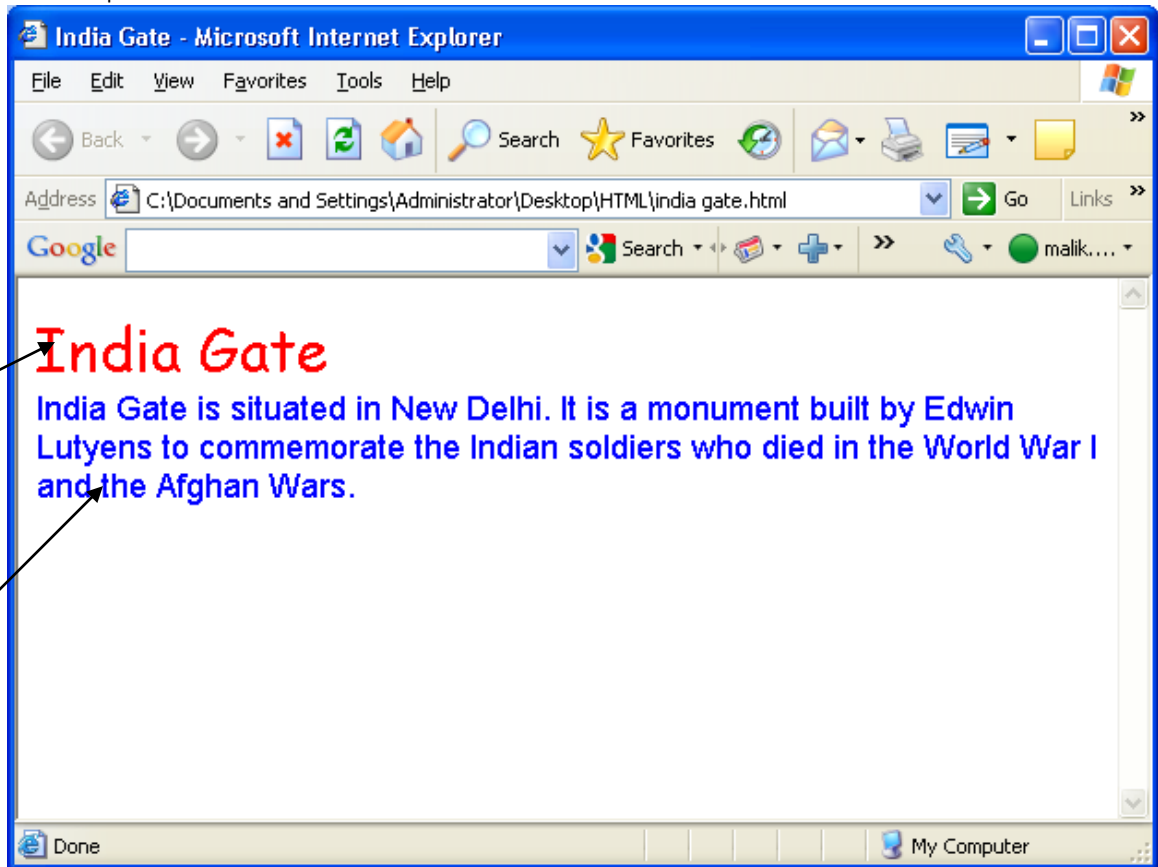 India Gate - Microsoft Internet Explorer
File Edit View Favorites Tools Help
Back Search Favorites »
Address C:\Documents and Settings\Administrator\Desktop\HTML\india gate.html Go Links »
Google Search » malik....
India Gate
India Gate is situated in New Delhi. It is a monument built by Edwin
Lutyens to commemorate the Indian soldiers who died in the World War I
and the Afghan Wars.
Done My Computer